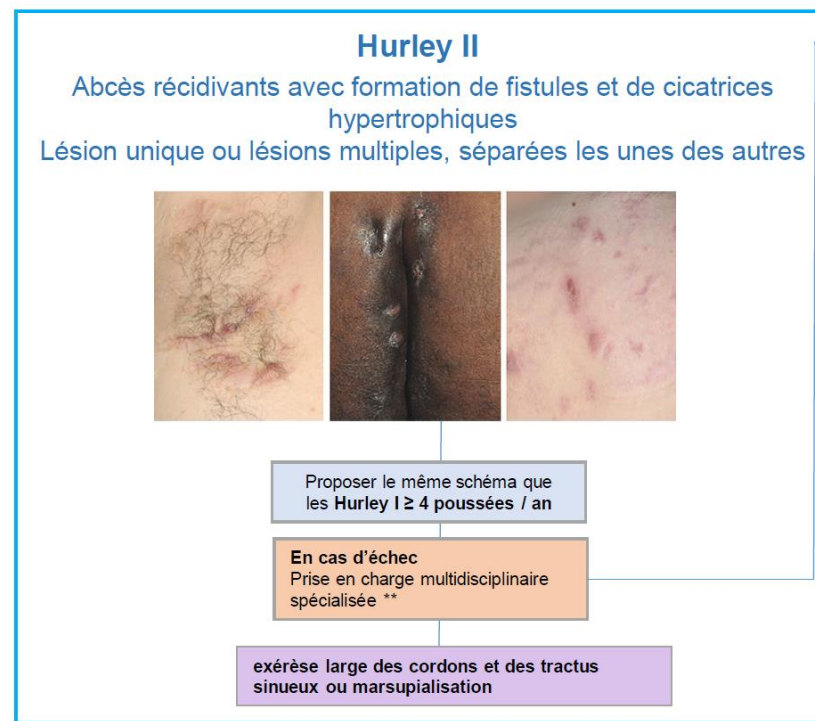 Hurley II
Abcès récidivants avec formation de fistules et de cicatrices
hypertrophiques
Lésion unique ou lésions multiples, séparées les unes des autres
Proposer le même schéma que
les Hurley I ≥ 4 poussées / an
En cas d'échec
Prise en charge multidisciplinaire
spécialisée **
exérèse large des cordons et des tractus
sinueux ou marsupialisation